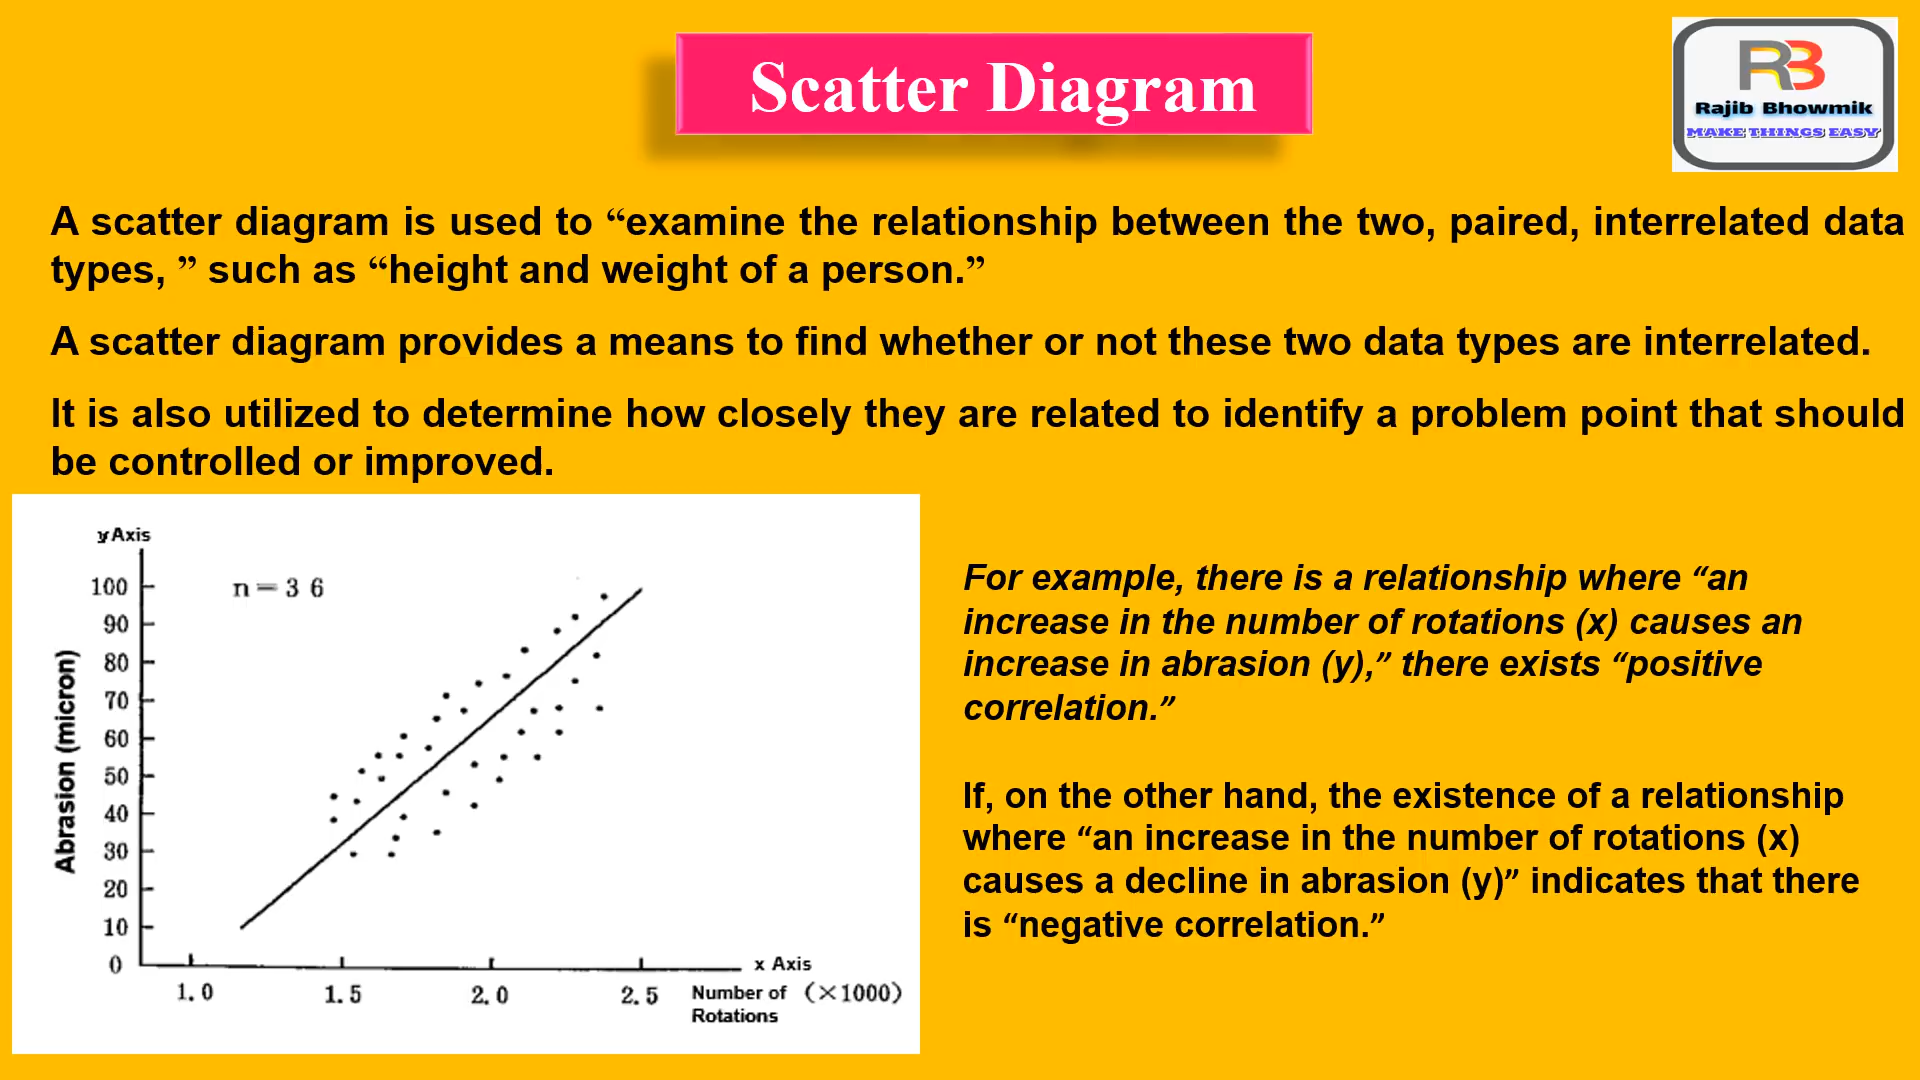 Scatter Diagram
RB
Rajib Bhowmik
MAKE THINGS EASY
A scatter diagram is used to “examine the relationship between the two, paired, interrelated data
types, ” such as “height and weight of a person.”
A scatter diagram provides a means to find whether or not these two data types are interrelated.
It is also utilized to determine how closely they are related to identify a problem point that should
be controlled or improved.
y Axis
n = 3 6
100
90
80
70
60
50
40
30
20
10
0
Abrasion (micron)
1.0 1.5 2.0 2.5
x Axis
Number of (×1000)
Rotations
For example, there is a relationship where “an
increase in the number of rotations (x) causes an
increase in abrasion (y),” there exists “positive
correlation.”
If, on the other hand, the existence of a relationship
where “an increase in the number of rotations (x)
causes a decline in abrasion (y)” indicates that there
is “negative correlation.”